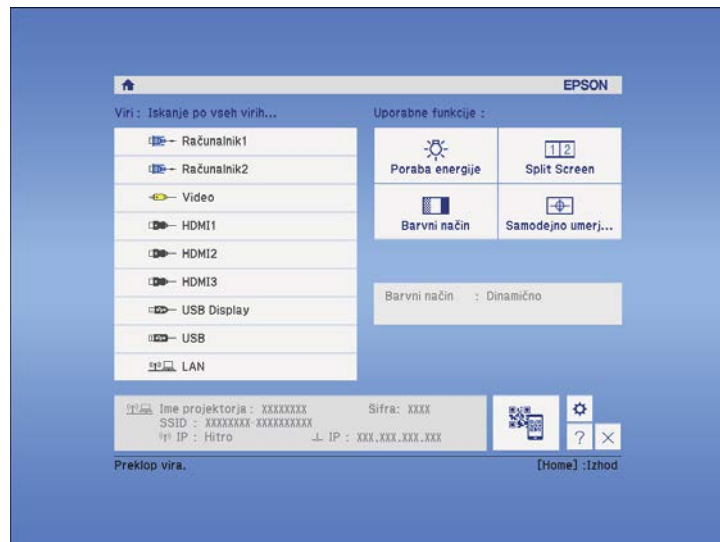 EPSON
Viri : Iskanje po vseh virih...
Računalnik1
Računalnik2
Video
HDMI1
HDMI2
HDMI3
USB Display
USB
LAN
Uporabne funkcije :
Poraba energije
1 2
Split Screen
Barvni način
Samodejno umerj...
Barvni način : Dinamično
Ime projektorja : XXXXXXXX Sifra: XXXX
SSID : XXXXXXXX-XXXXXXXXXX
IP : Hitro IP : XXX.XXX.XXX.XXX
?
Preklop vira. [Home] :Izhod